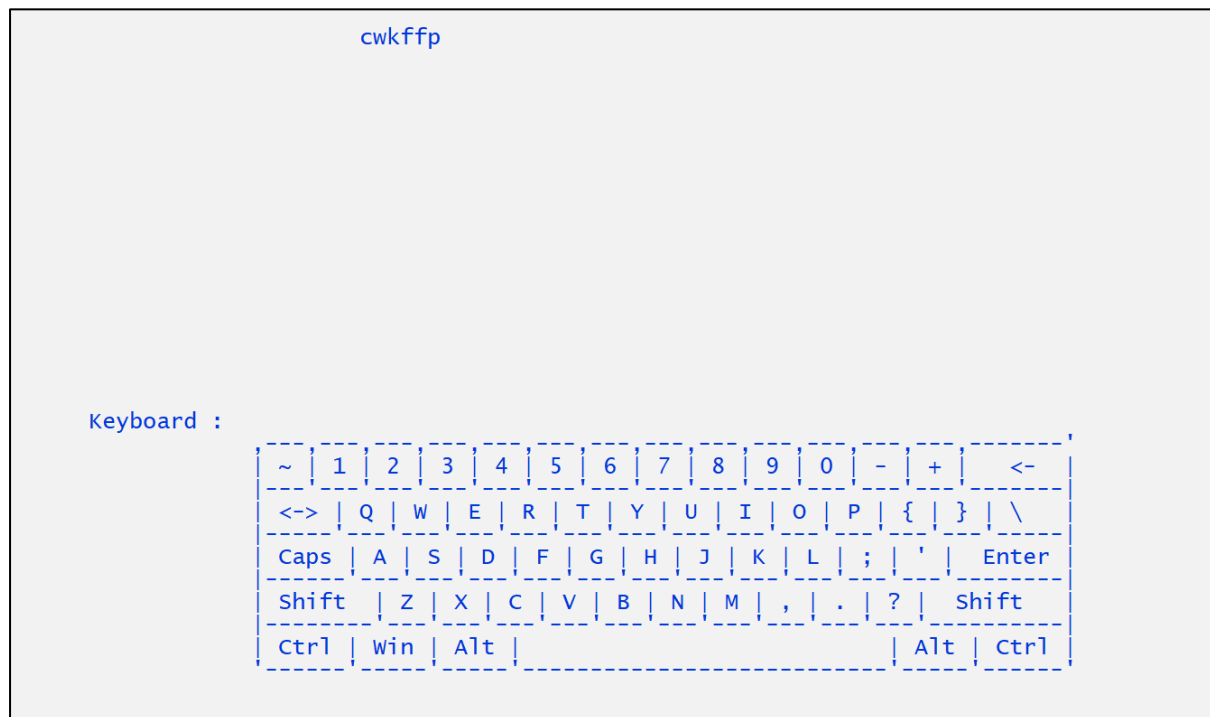 cwkffp
Keyboard :
,---,---,---,---,---,---,---,---,---,---,---,---,---,-------'
| ~ | 1 | 2 | 3 | 4 | 5 | 6 | 7 | 8 | 9 | 0 | - | + |   <-  |
|---'---'---'---'---'---'---'---'---'---'---'---'---'-------|
| <-> | Q | W | E | R | T | Y | U | I | O | P | { | } | \   |
|-----'---'---'---'---'---'---'---'---'---'---'---'---'-----|
| Caps | A | S | D | F | G | H | J | K | L | ; | ' |  Enter |
|------'---'---'---'---'---'---'---'---'---'---'---'--------|
| Shift  | Z | X | C | V | B | N | M | , | . | ? |  Shift   |
|--------'---'---'---'---'---'---'---'---'---'---'----------|
| Ctrl | Win | Alt |                           | Alt | Ctrl |
'------'-----'-----'---------------------------'-----'------'